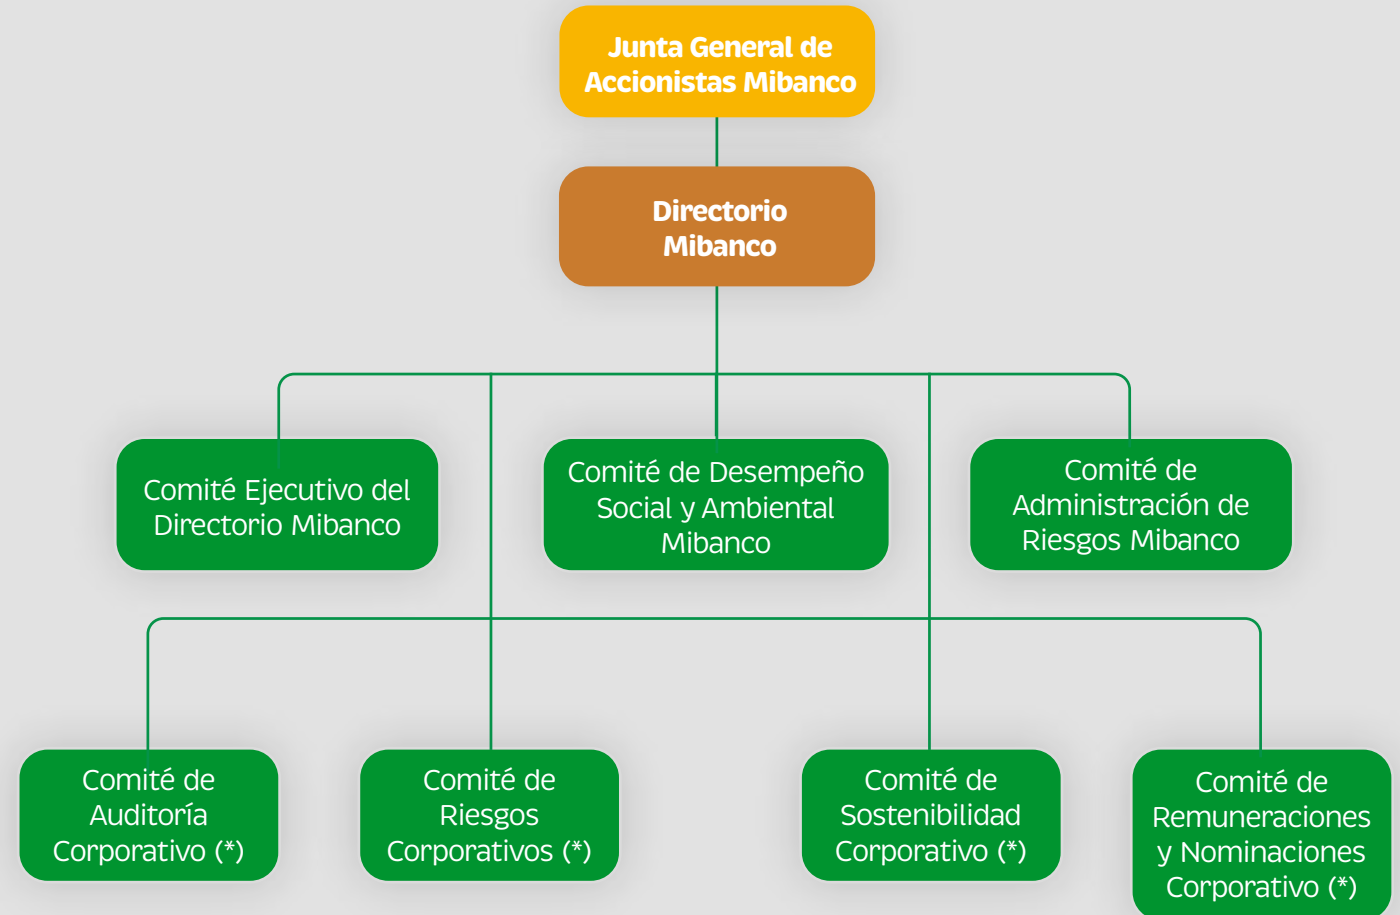 Junta General de
Accionistas Mibanco
Directorio
Mibanco
Comité Ejecutivo del
Directorio Mibanco
Comité de Desempeño
Social y Ambiental
Mibanco
Comité de
Administración de
Riesgos Mibanco
Comité de
Auditoría
Corporativo (*)
Comité de
Riesgos
Corporativos (*)
Comité de
Sostenibilidad
Corporativo (*)
Comité de
Remuneraciones
y Nominaciones
Corporativo (*)